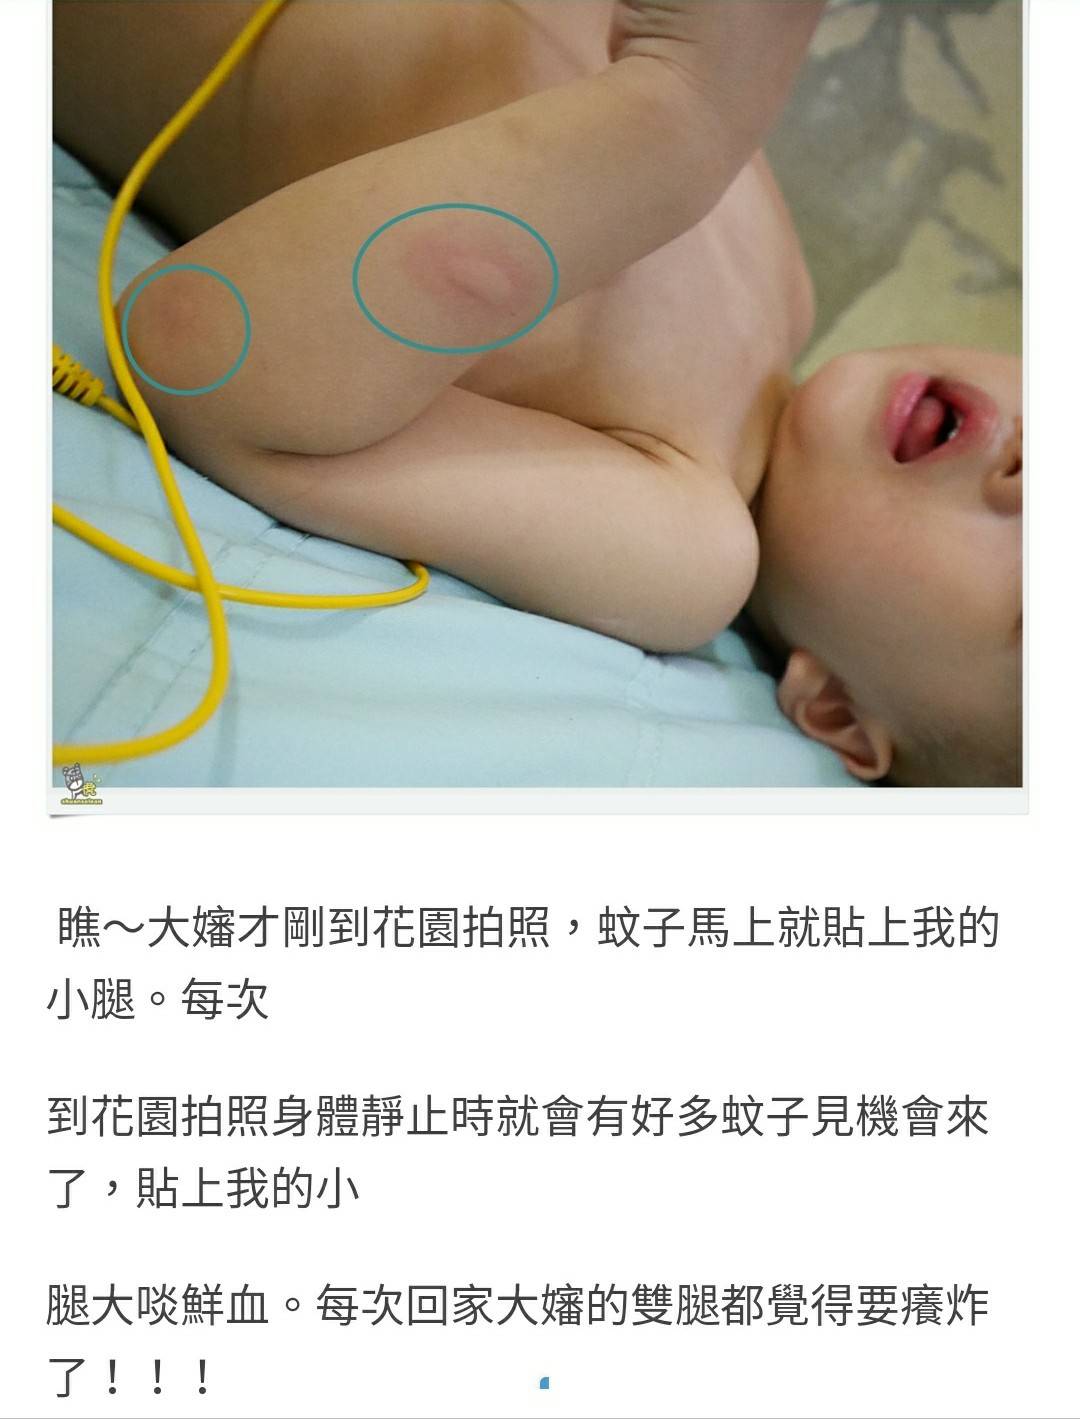 虎
shuanselean
瞧～大嬸才剛到花園拍照，蚊子馬上就貼上我的
小腿。每次
到花園拍照身體靜止時就會有好多蚊子見機會來
了，貼上我的小
腿大啖鮮血。每次回家大嬸的雙腿都覺得要癢炸
了！！！